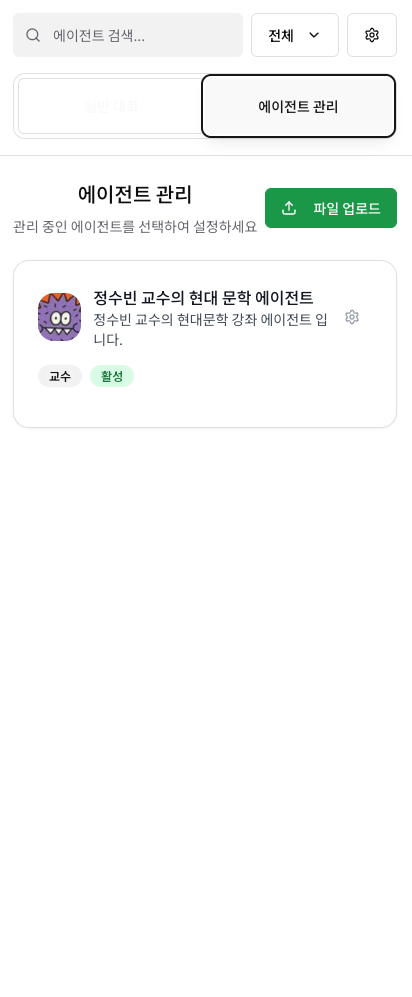 에이전트 검색...
전체
일반 대화
에이전트 관리
에이전트 관리
관리 중인 에이전트를 선택하여 설정하세요
파일 업로드
정수빈 교수의 현대 문학 에이전트
정수빈 교수의 현대문학 강좌 에이전트 입
니다.
교수
활성